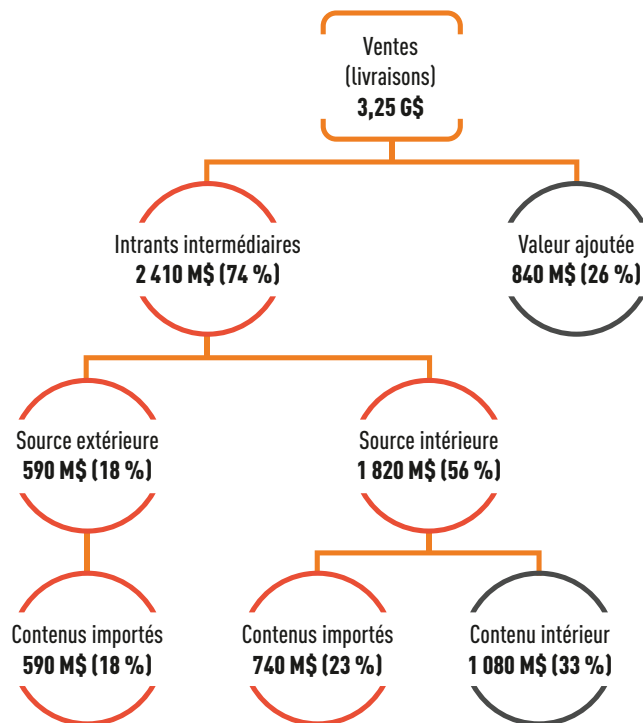 Ventes
(livraisons)
3,25 G$
Intrants intermédiaires
2 410 M$ (74 %)
Valeur ajoutée
840 M$ (26 %)
Source extérieure
590 M$ (18 %)
Source intérieure
1 820 M$ (56 %)
Contenus importés
590 M$ (18 %)
Contenus importés
740 M$ (23 %)
Contenu intérieur
1 080 M$ (33 %)